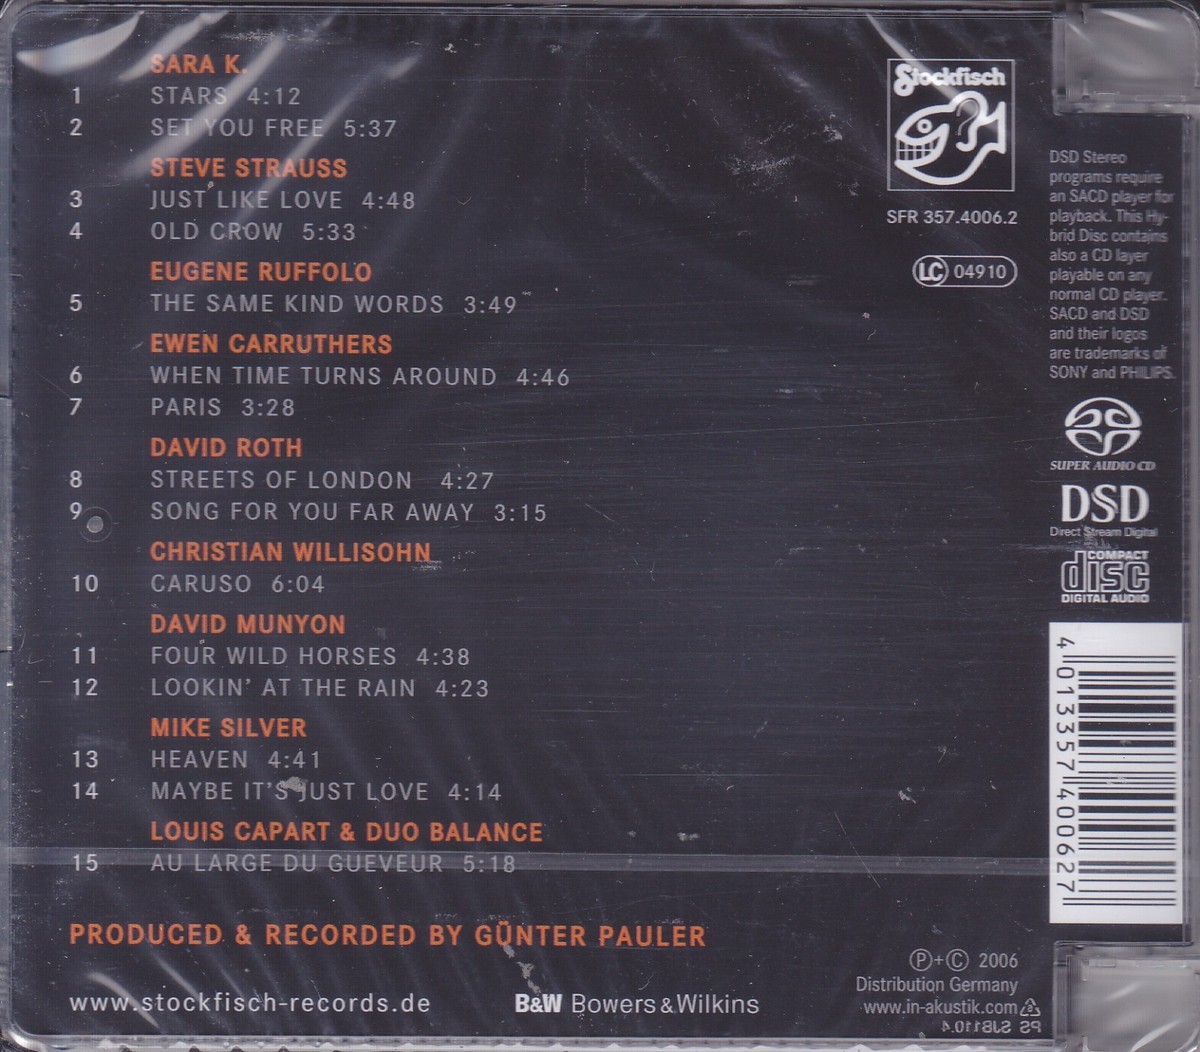 SARA K.
1 STARS 4:12
2 SET YOU FREE 5:37
STEVE STRAUSS
3 JUST LIKE LOVE 4:48
4 OLD CROW 5:33
EUGENE RUFFOLO
5 THE SAME KIND WORDS 3:49
EWEN CARRUTHERS
6 WHEN TIME TURNS AROUND 4:46
7 PARIS 3:28
DAVID ROTH
8 STREETS OF LONDON 4:27
9 SONG FOR YOU FAR AWAY 3:15
CHRISTIAN WILLISOHN
10 CARUSO 6:04
DAVID MUNYON
11 FOUR WILD HORSES 4:38
12 LOOKIN' AT THE RAIN 4:23
MIKE SILVER
13 HEAVEN 4:41
14 MAYBE IT'S JUST LOVE 4:14
LOUIS CAPART & DUO BALANCE
15 AU LARGE DU GUEVEUR 5:18
PRODUCED & RECORDED BY GÜNTER PAULER
www.stockfisch-records.de
B&W Bowers & Wilkins
Stockfisch
SFR 357.4006.2
LC 04910
DSD Stereo
programs require
an SACD player for
playback. This Hy-
brid Disc contains
also a CD layer
playable on any
normal CD player.
SACD and DSD
and their logos
are trademarks of
SONY and PHILIPS.
SUPER AUDIO CD
DSD
Direct Stream Digital
COMPACT
disc
DIGITAL AUDIO
4 013357 400627
Ⓟ+© 2006
Distribution Germany
www.in-akustik.com
PS SJB110.4